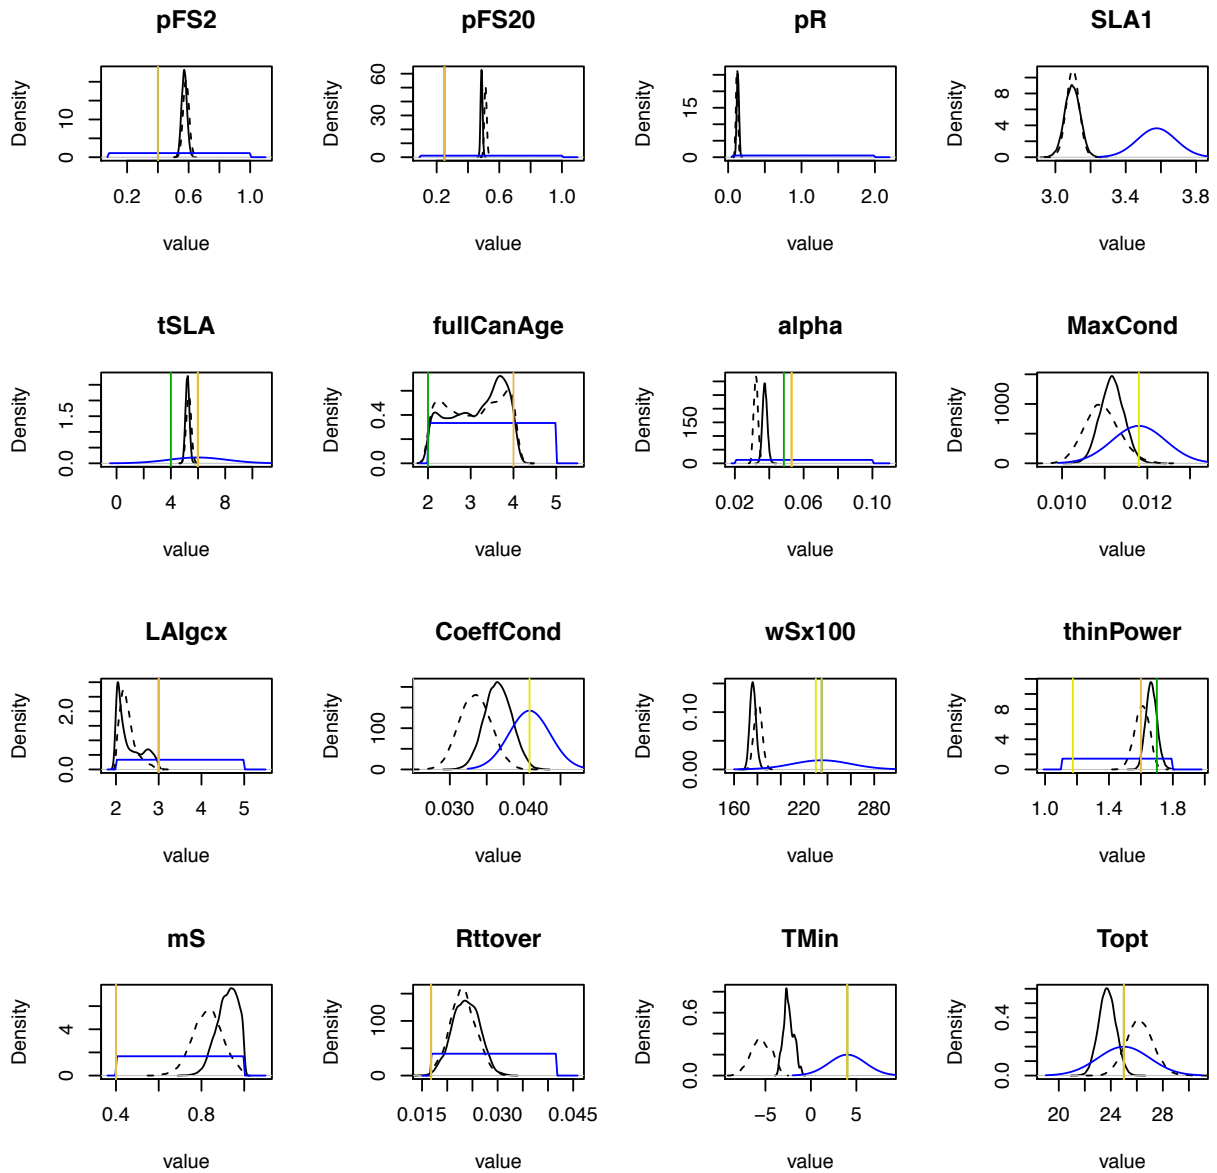 pFS2 pFS20 pR SLA1
Density 0 10 0.2 0.6 1.0 value
Density 0 30 60 0.2 0.6 1.0 value
Density 0 15 0.0 1.0 2.0 value
Density 0 4 8 3.0 3.4 3.8 value
tSLA fullCanAge alpha MaxCond
Density 0.0 1.5 0 4 8 value
Density 0.0 0.4 2 3 4 5 value
Density 0 150 0.02 0.06 0.10 value
Density 0 1000 0.010 0.012 value
LAIgcx CoeffCond wSx100 thinPower
Density 0.0 2.0 2 3 4 5 value
Density 0 100 0.030 0.040 value
Density 0.00 0.10 160 220 280 value
Density 0 4 8 1.0 1.4 1.8 value
mS Rttover TMin Topt
Density 0 4 0.4 0.8 value
Density 0 100 0.015 0.030 0.045 value
Density 0.0 0.6 −5 0 5 value
Density 0.0 0.4 20 24 28 value